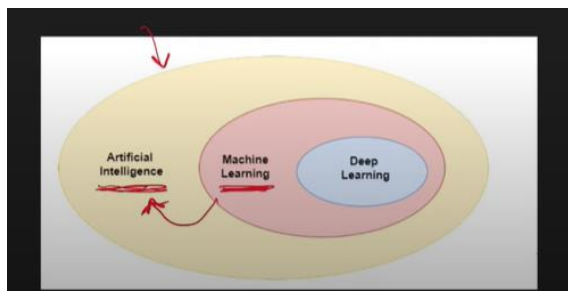 Artificial
Intelligence
Machine
Learning
Deep
Learning